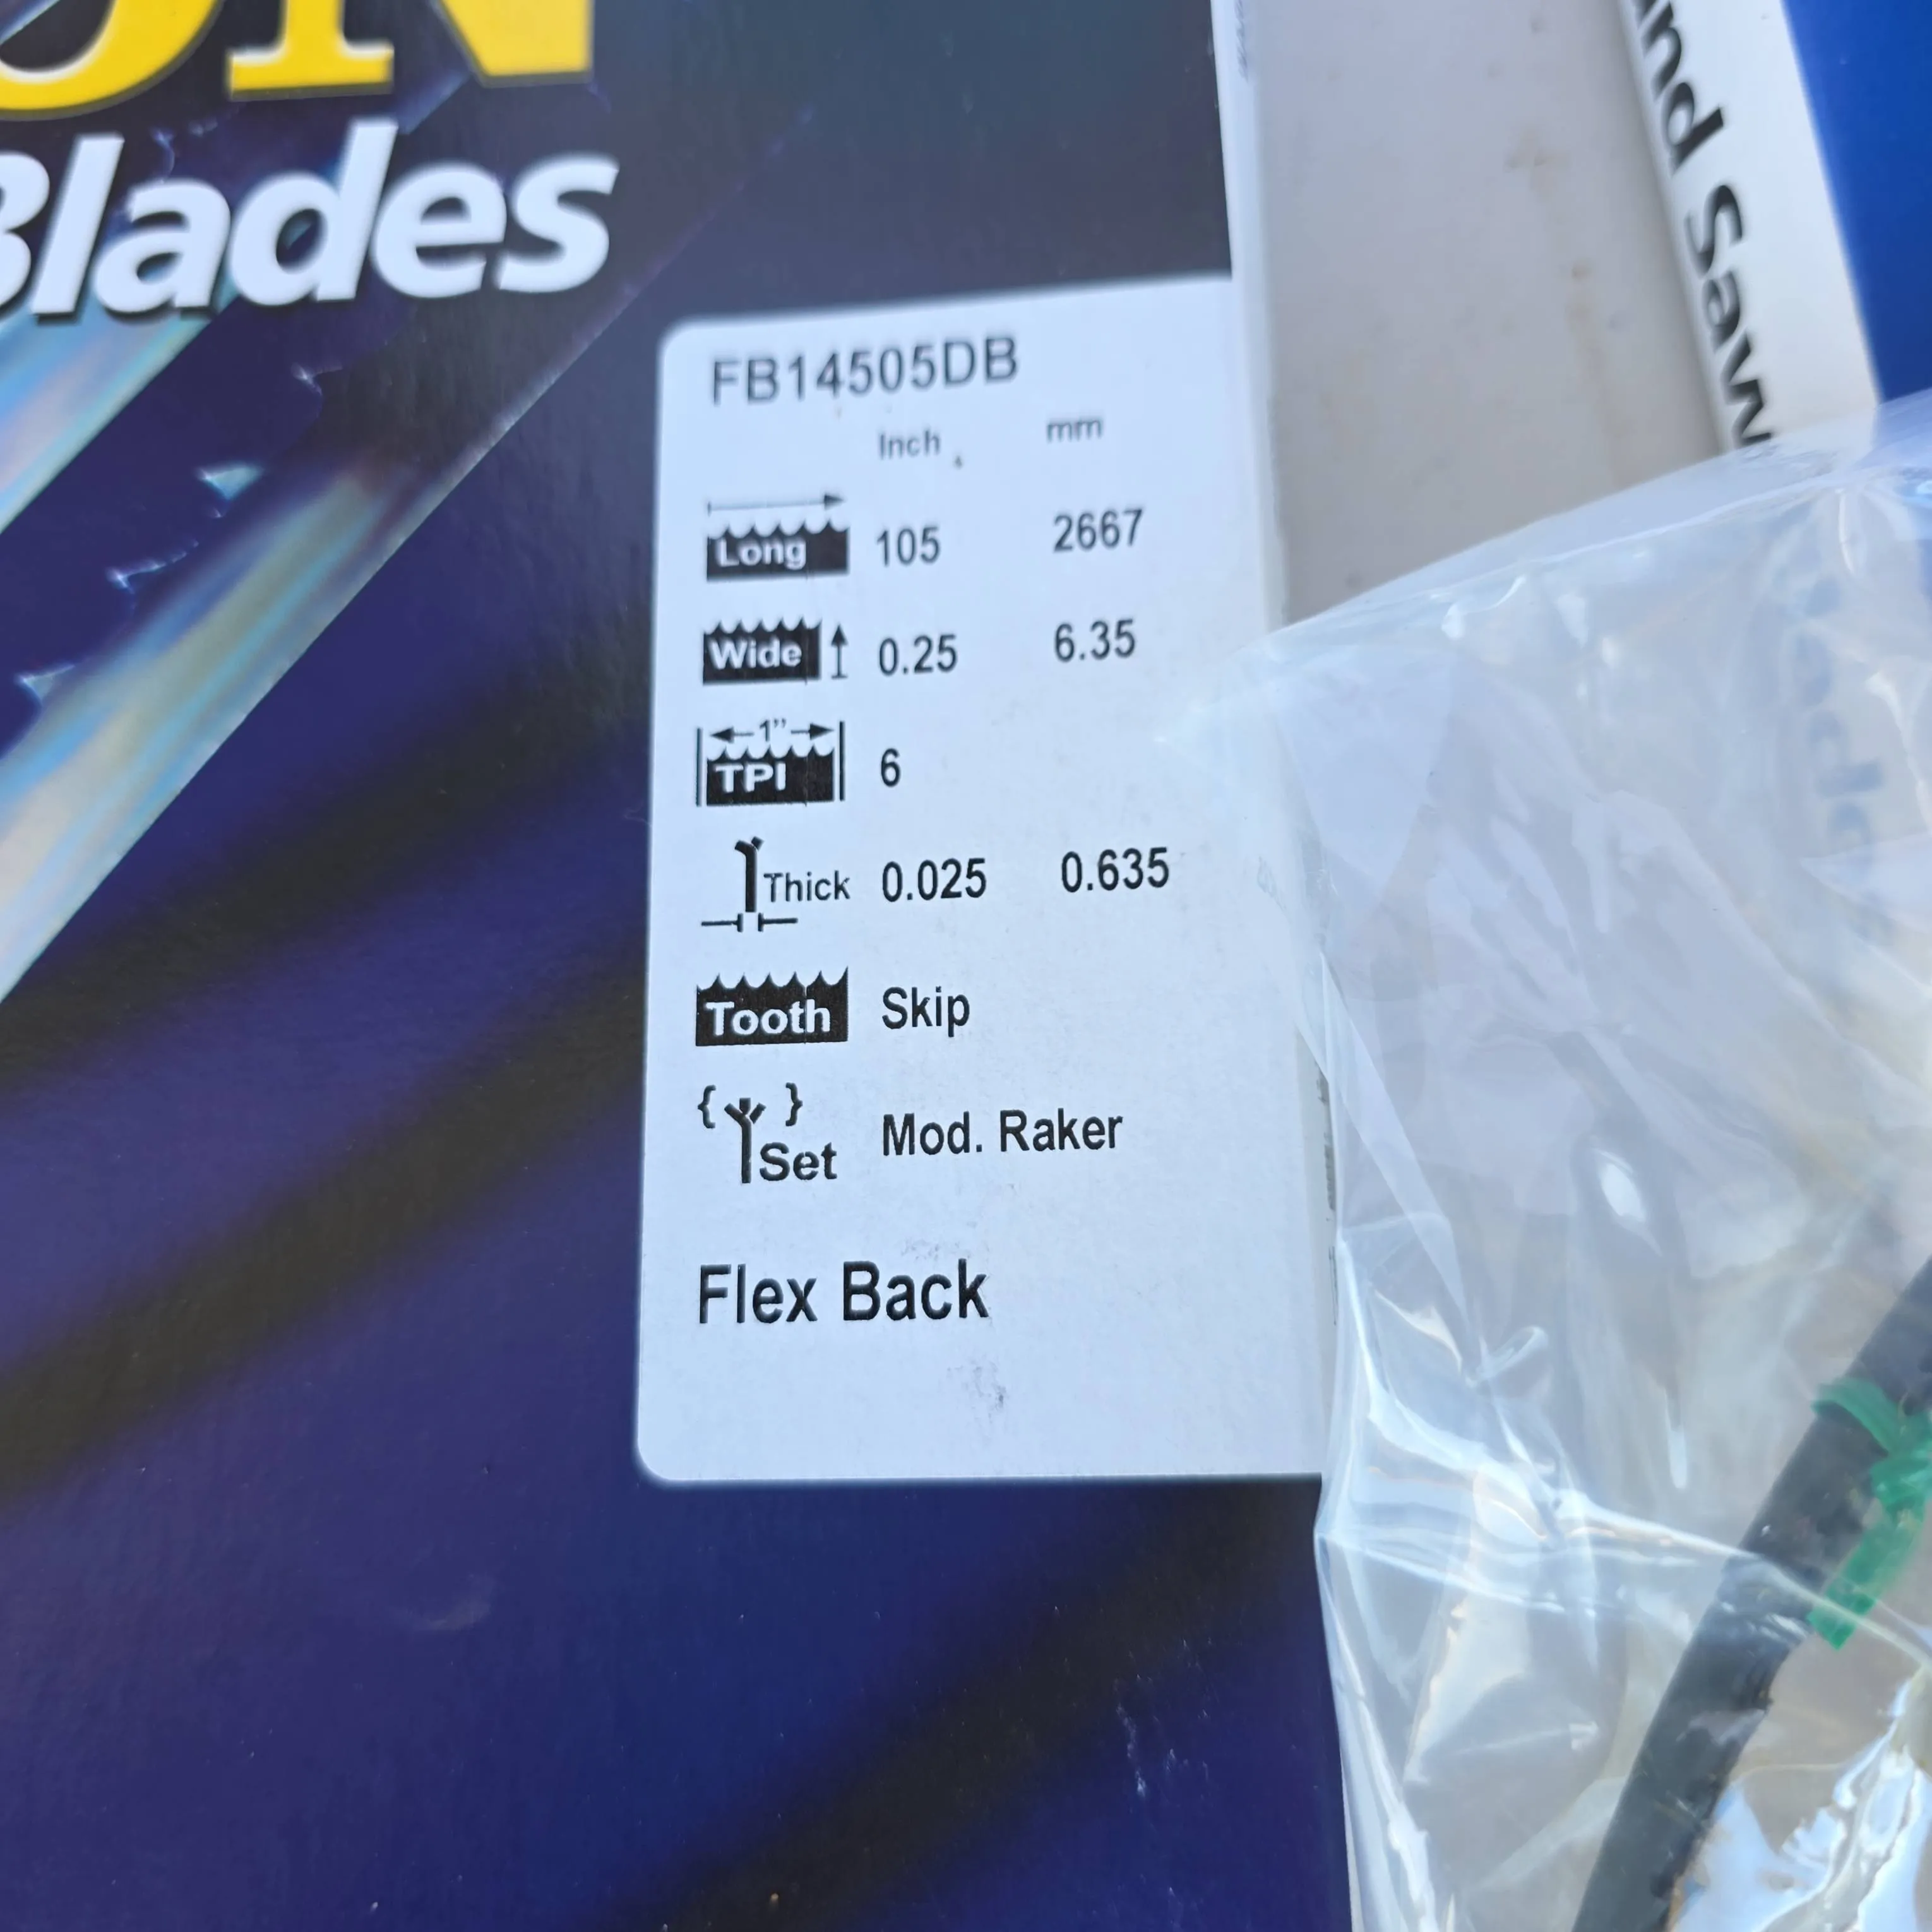 ON
Blades
FB14505DB
Inch mm
Long 105 2667
Wide 0.25 6.35
1"
TPI 6
Thick 0.025 0.635
Tooth Skip
{ } Set Mod. Raker
Flex Back
and Saw